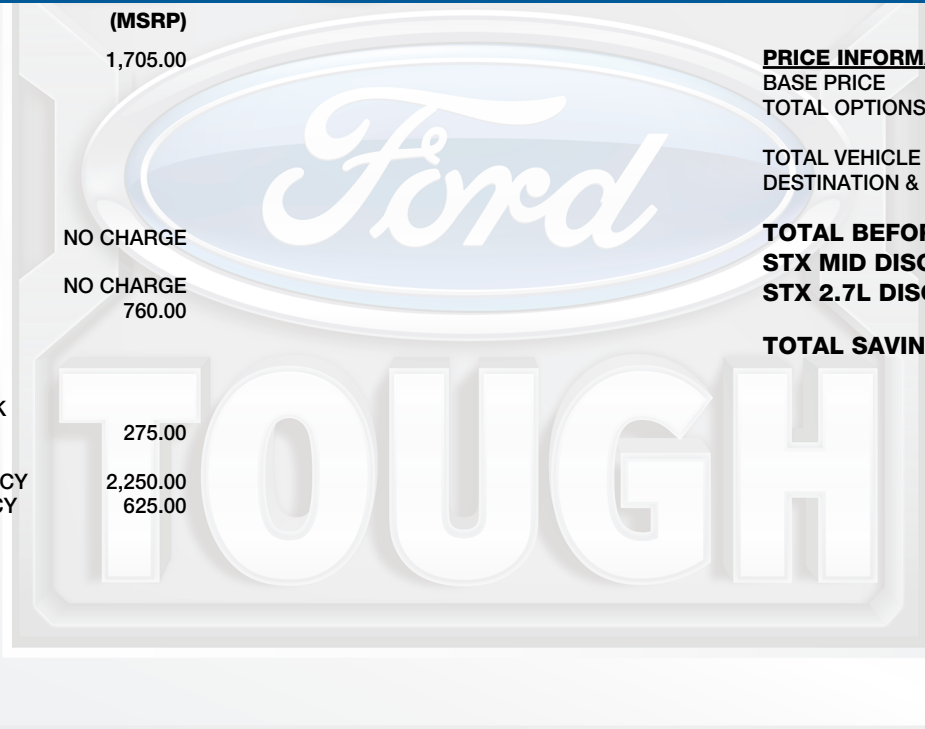 (MSRP)
1,705.00
NO CHARGE
NO CHARGE
760.00
K
275.00
CY 2,250.00
CY 625.00
PRICE INFORMA
BASE PRICE
TOTAL OPTIONS
TOTAL VEHICLE
DESTINATION &
TOTAL BEFOR
STX MID DISC
STX 2.7L DISC
TOTAL SAVIN
Ford
TOUGH